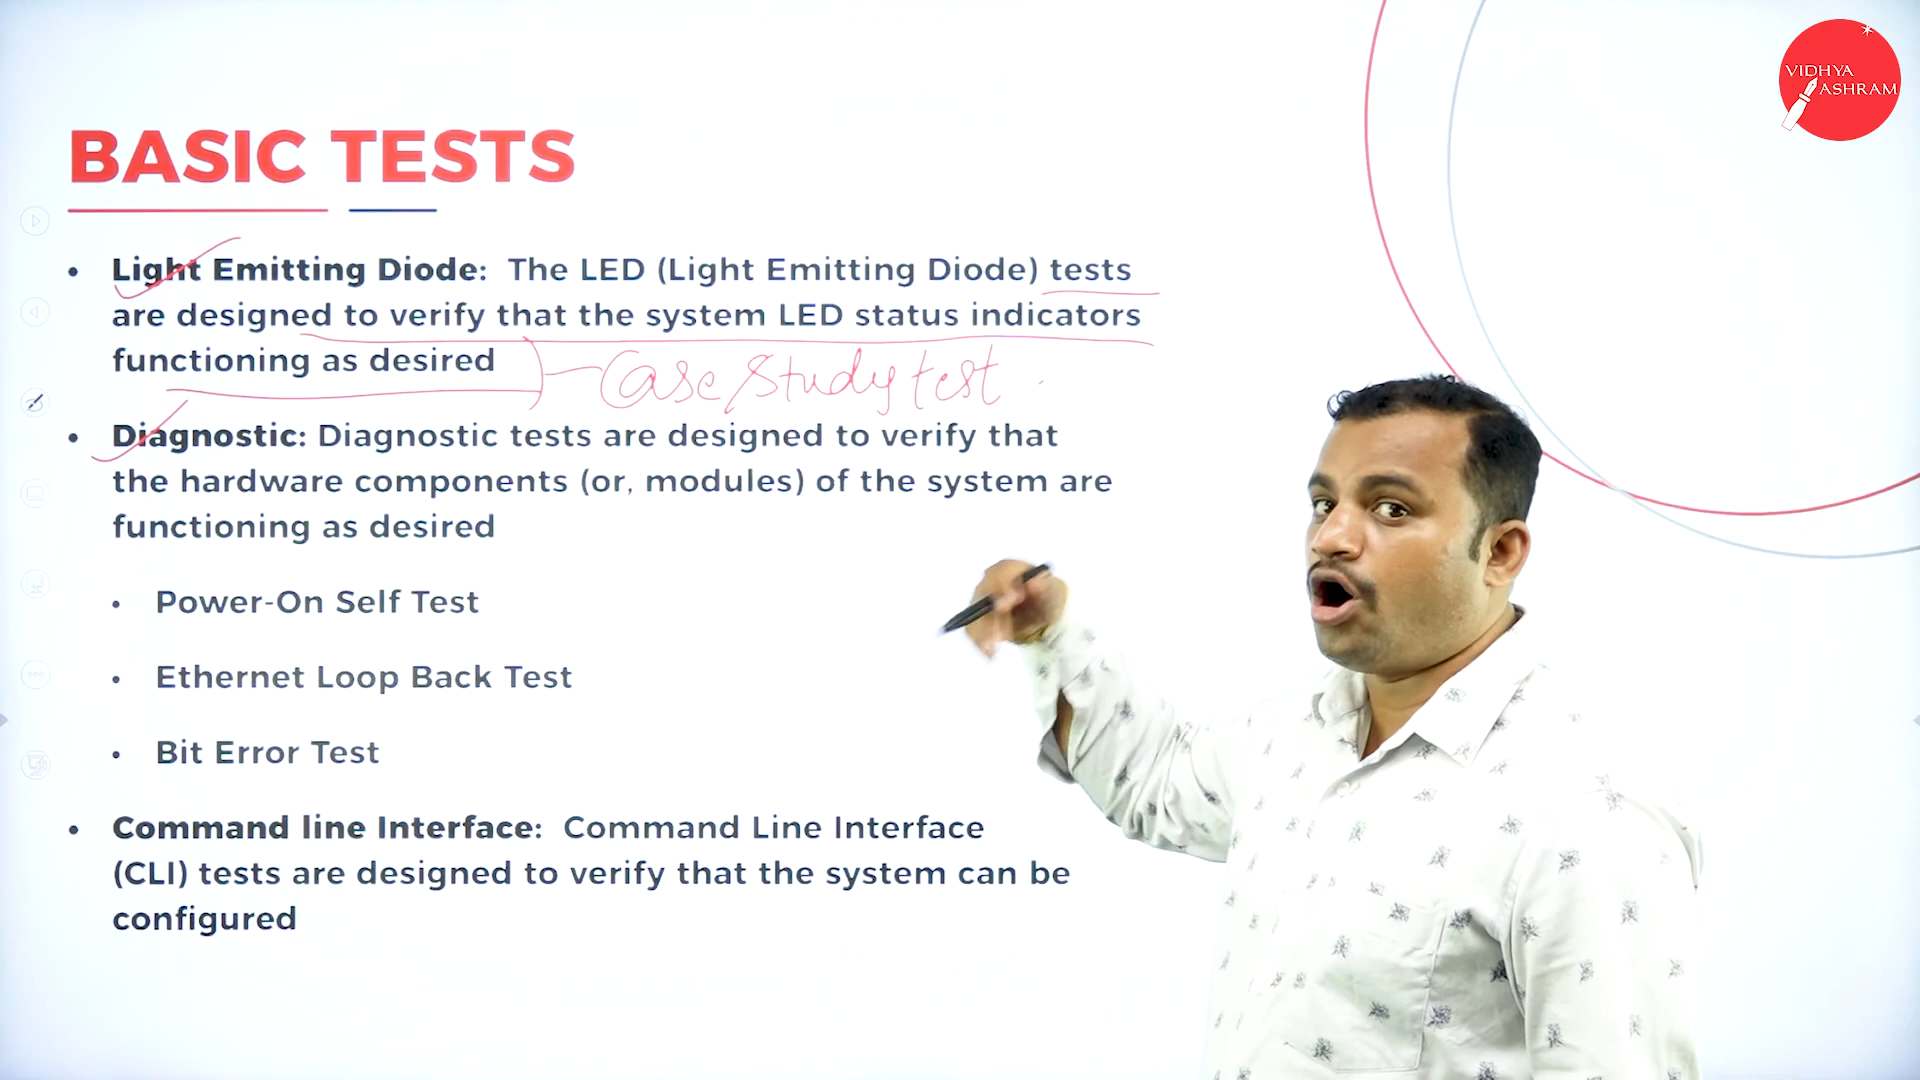 VIDHYA
ASHRAM
BASIC TESTS
• Light Emitting Diode: The LED (Light Emitting Diode) tests
are designed to verify that the system LED status indicators
functioning as desired
Case/Study test
• Diagnostic: Diagnostic tests are designed to verify that
the hardware components (or, modules) of the system are
functioning as desired
• Power-On Self Test
• Ethernet Loop Back Test
• Bit Error Test
• Command line Interface: Command Line Interface
(CLI) tests are designed to verify that the system can be
configured